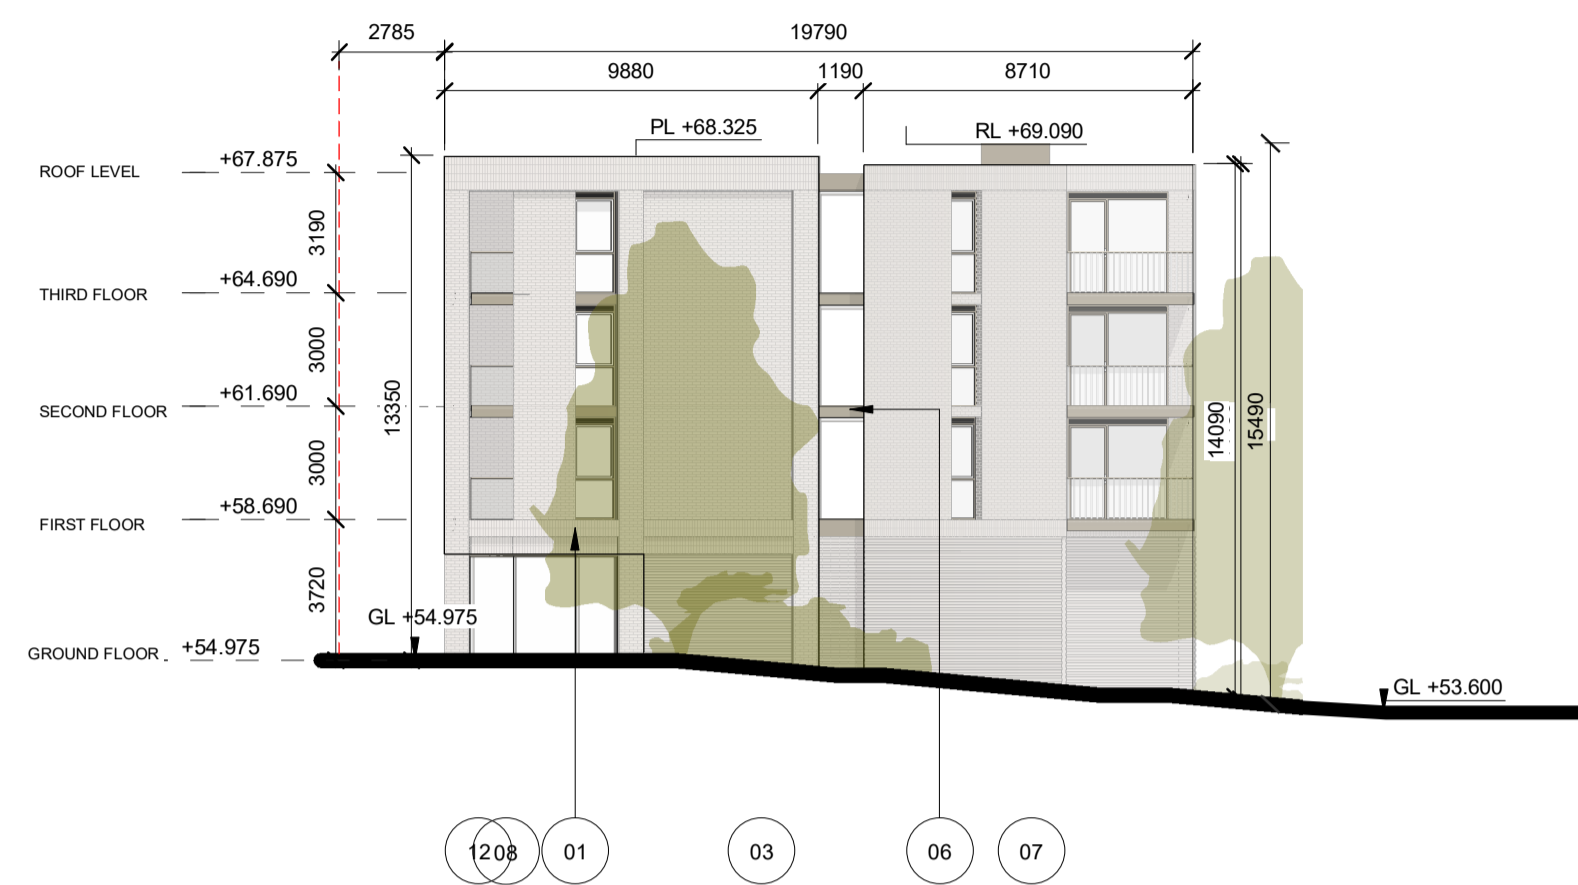 2785
19790
9880
1190
8710
PL +68.325
RL +69.090
ROOF LEVEL
+67.875
3190
THIRD FLOOR
+64.690
3000
SECOND FLOOR
+61.690
13350
14090
15490
3000
FIRST FLOOR
+58.690
3720
GL +54.975
GROUND FLOOR
+54.975
GL +53.600
12
08
01
03
06
07